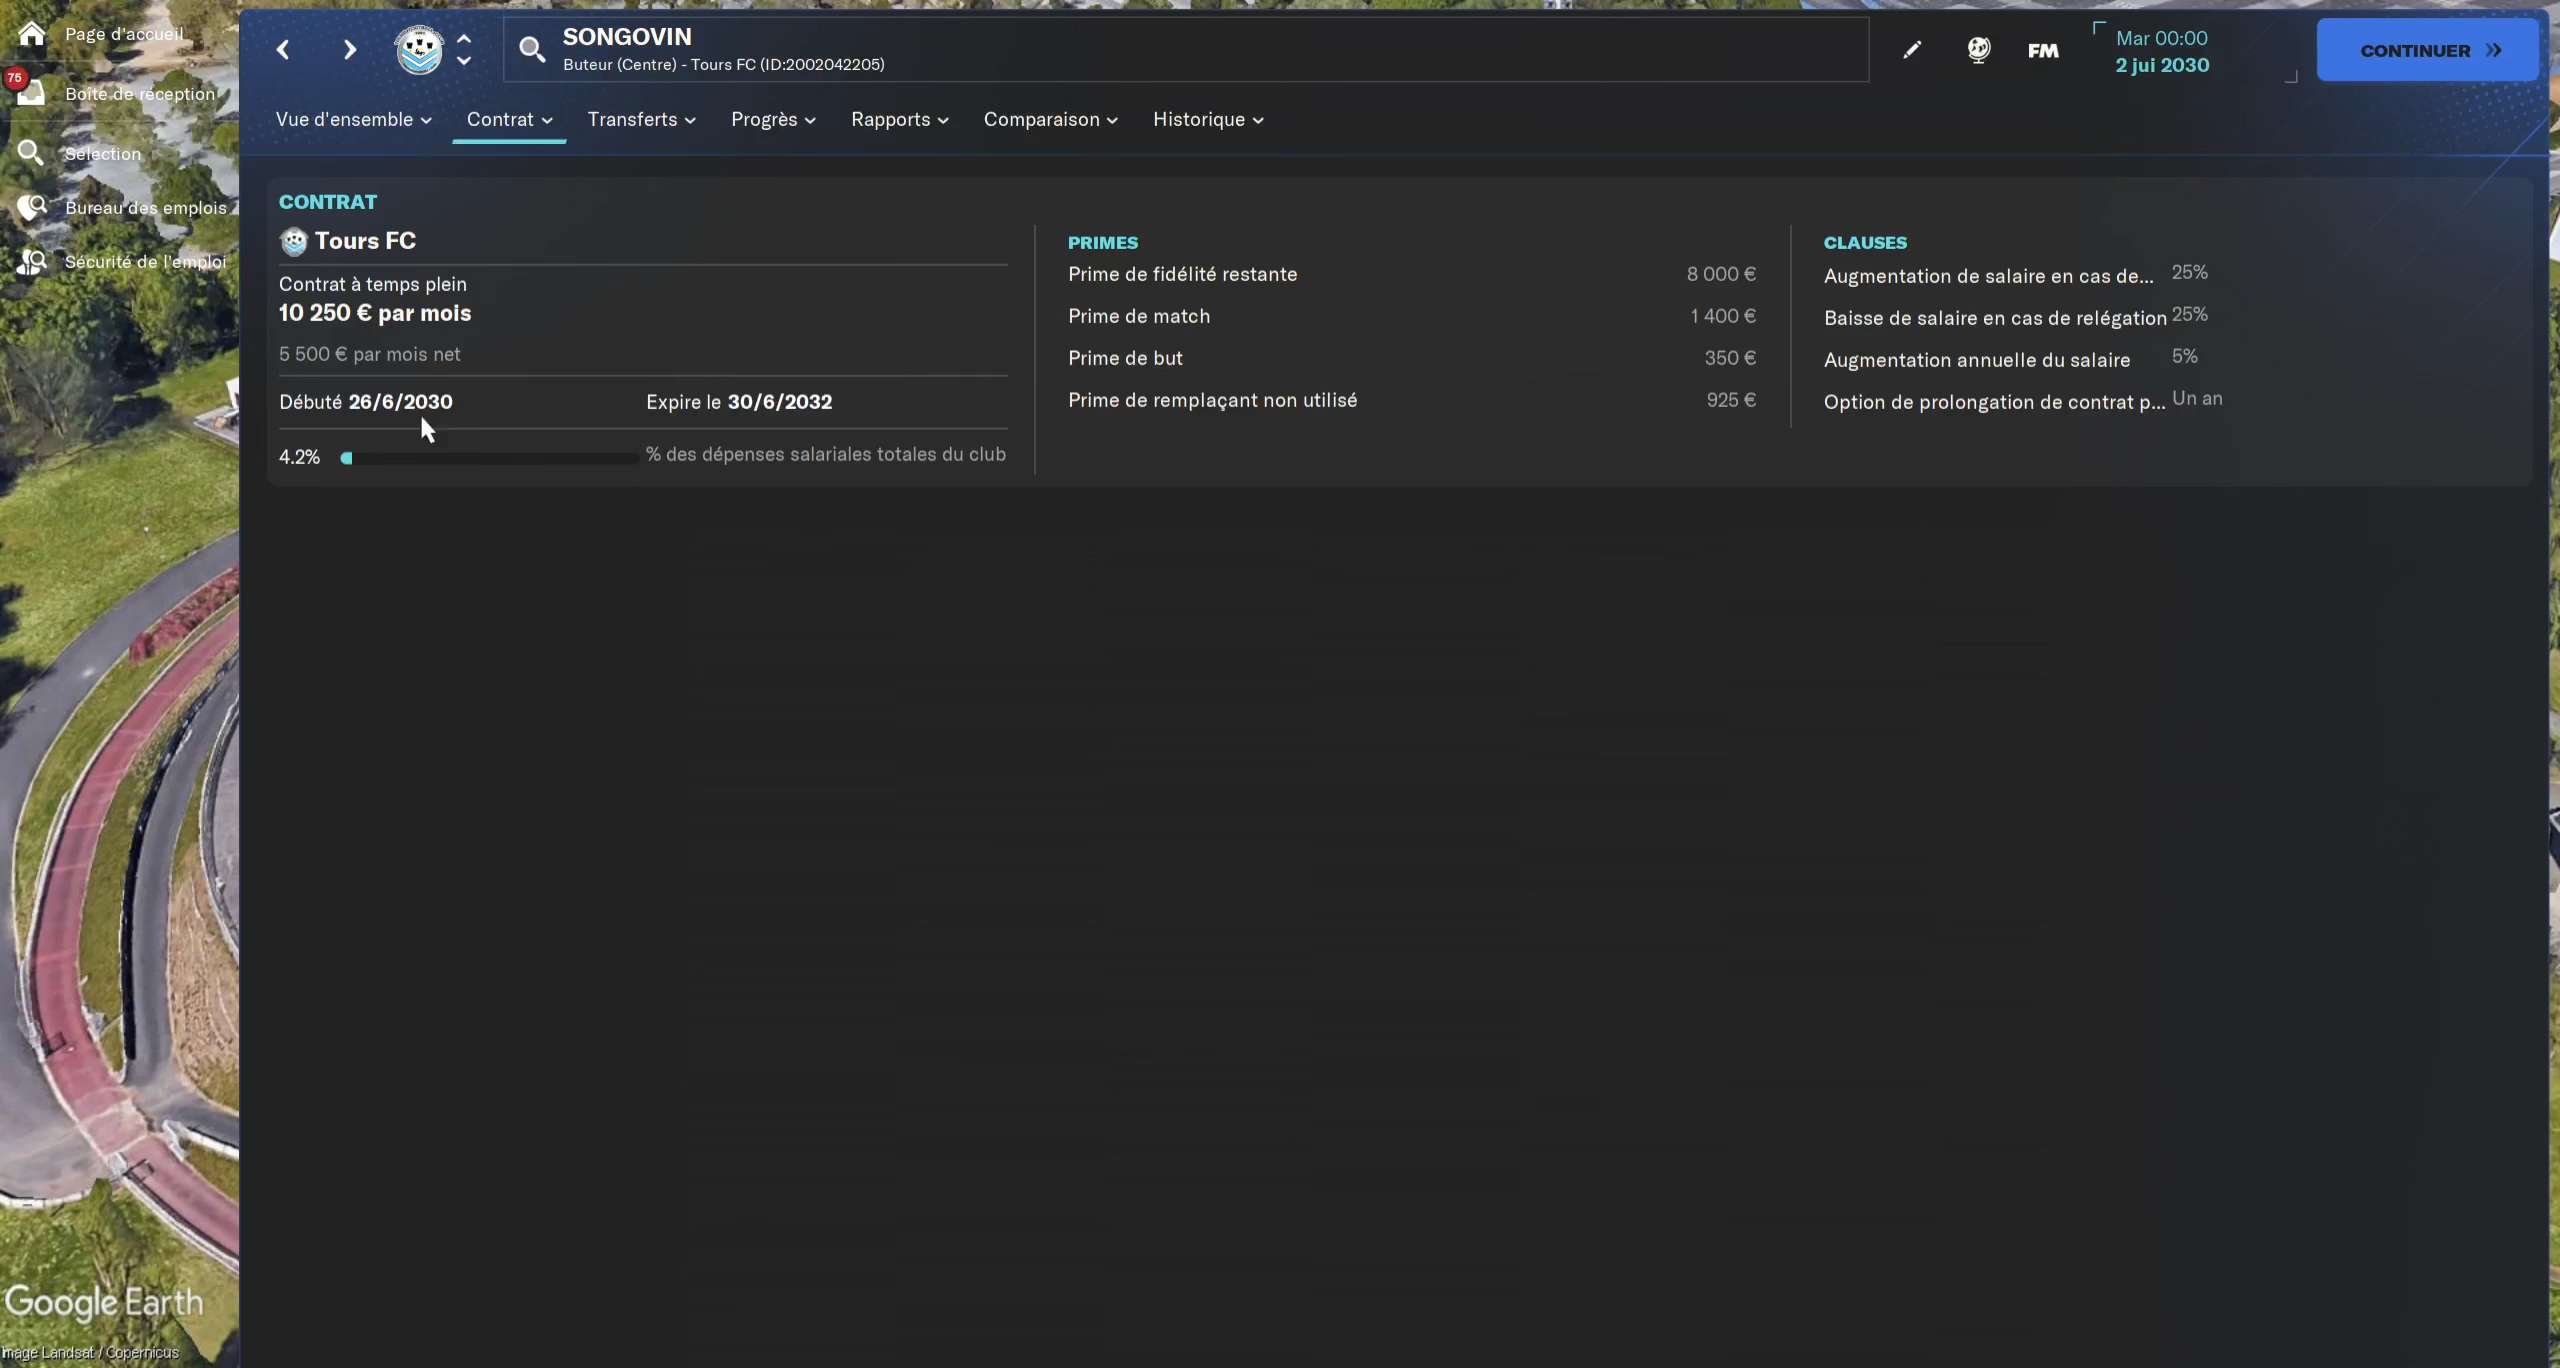 Page d'accueil
75
Boîte de réception
Sélection
Bureau des emplois
Sécurité de l'emploi
SONGOVIN
Buteur (Centre) - Tours FC (ID:2002042205)
FM
Mar 00:00
2 jui 2030
CONTINUER
Vue d'ensemble
Contrat
Transferts
Progrès
Rapports
Comparaison
Historique
CONTRAT
Tours FC
Contrat à temps plein
10 250 € par mois
5 500 € par mois net
Débuté 26/6/2030
Expire le 30/6/2032
4.2%
% des dépenses salariales totales du club
PRIMES
Prime de fidélité restante 8 000 €
Prime de match 1 400 €
Prime de but 350 €
Prime de remplaçant non utilisé 925 €
CLAUSES
Augmentation de salaire en cas de... 25%
Baisse de salaire en cas de relégation 25%
Augmentation annuelle du salaire 5%
Option de prolongation de contrat p... Un an
Google Earth
Image Landsat / Copernicus